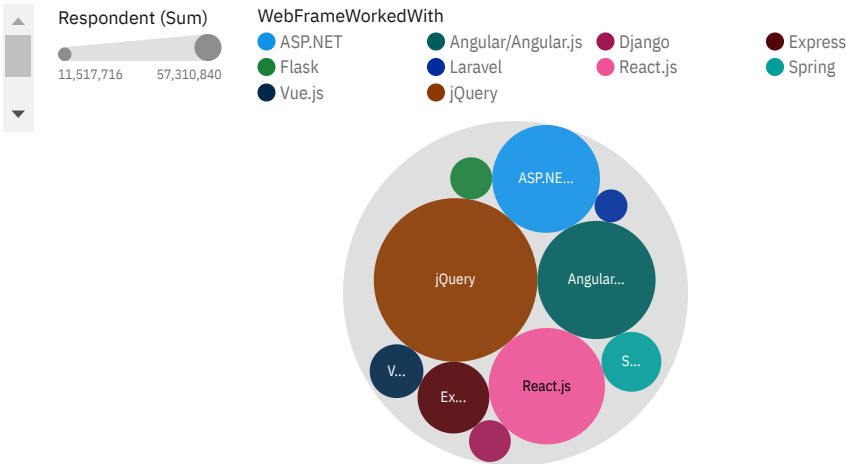 Respondent (Sum)
11,517,716 57,310,840
WebFrameWorkedWith
ASP.NET Angular/Angular.js Django Express
Flask Laravel React.js Spring
Vue.js jQuery
ASP.NE...
jQuery Angular...
S...
V... React.js
Ex...